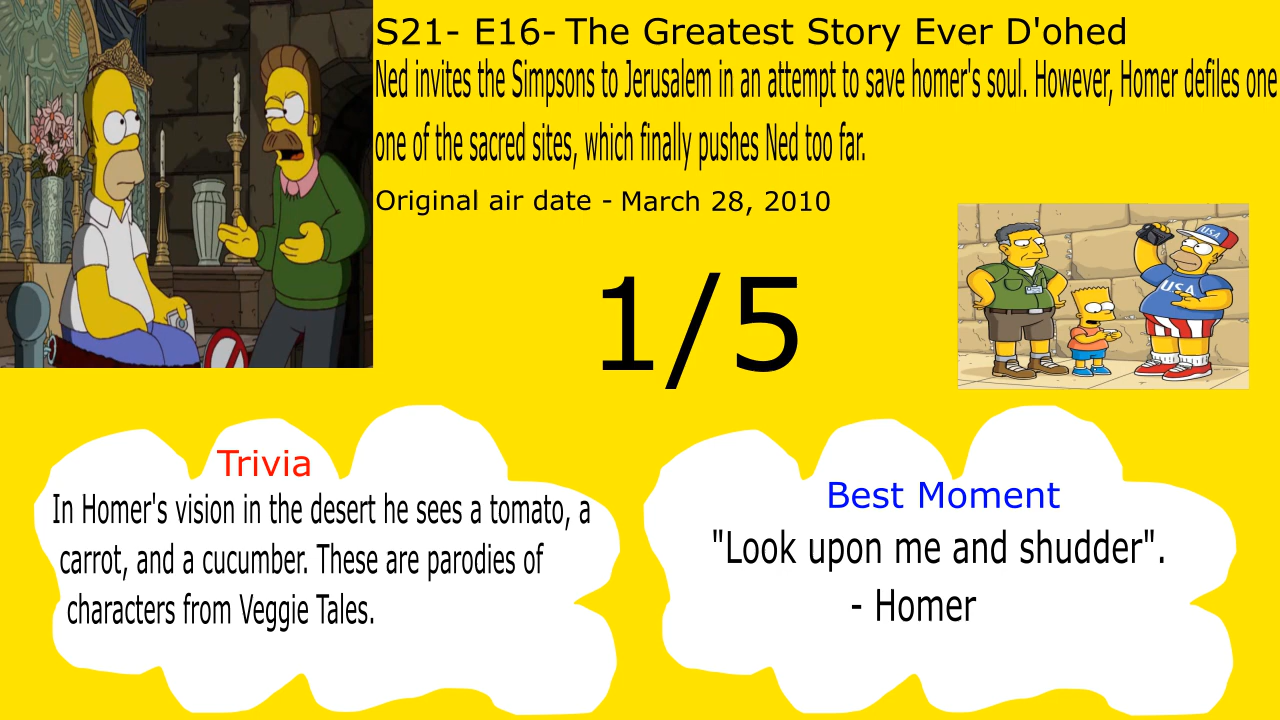 S21- E16- The Greatest Story Ever D'ohed
Ned invites the Simpsons to Jerusalem in an attempt to save homer's soul. However, Homer defiles one
one of the sacred sites, which finally pushes Ned too far.
Original air date - March 28, 2010
USA
USA
1/5
Trivia
In Homer's vision in the desert he sees a tomato, a
carrot, and a cucumber. These are parodies of
characters from Veggie Tales.
Best Moment
"Look upon me and shudder".
- Homer